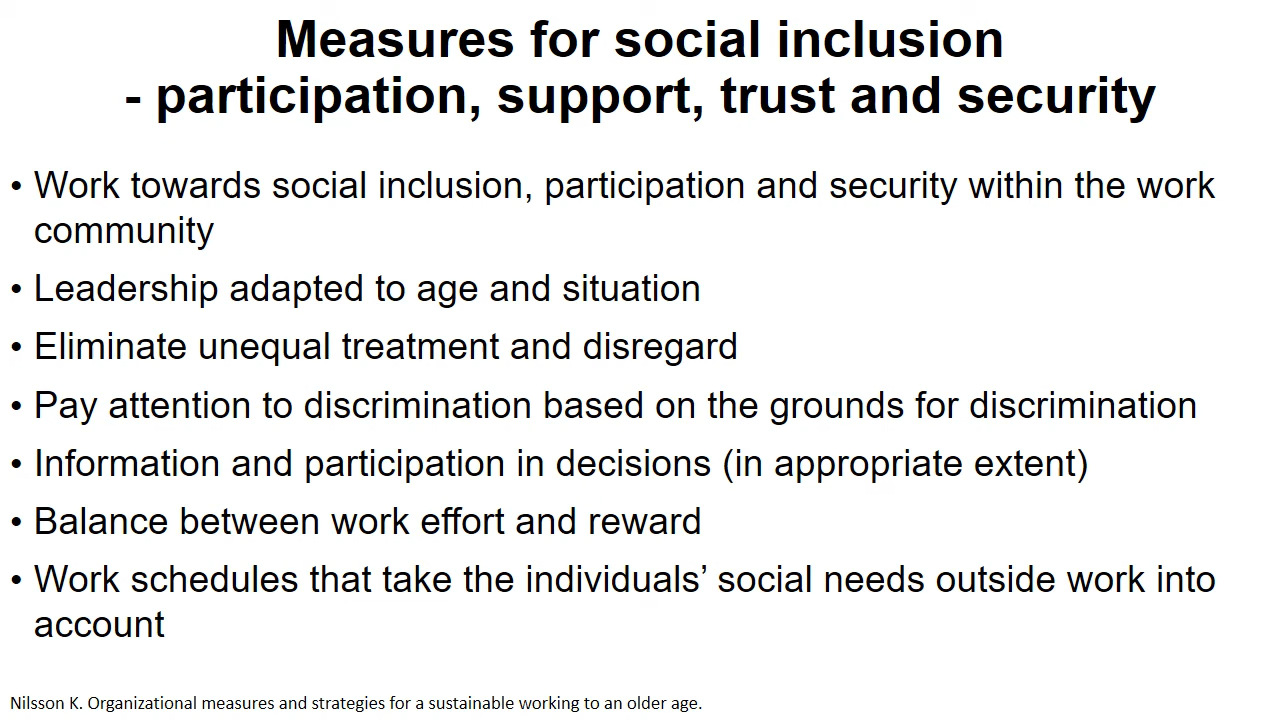 Measures for social inclusion
- participation, support, trust and security
• Work towards social inclusion, participation and security within the work
community
• Leadership adapted to age and situation
• Eliminate unequal treatment and disregard
• Pay attention to discrimination based on the grounds for discrimination
• Information and participation in decisions (in appropriate extent)
• Balance between work effort and reward
• Work schedules that take the individuals’ social needs outside work into
account
Nilsson K. Organizational measures and strategies for a sustainable working to an older age.